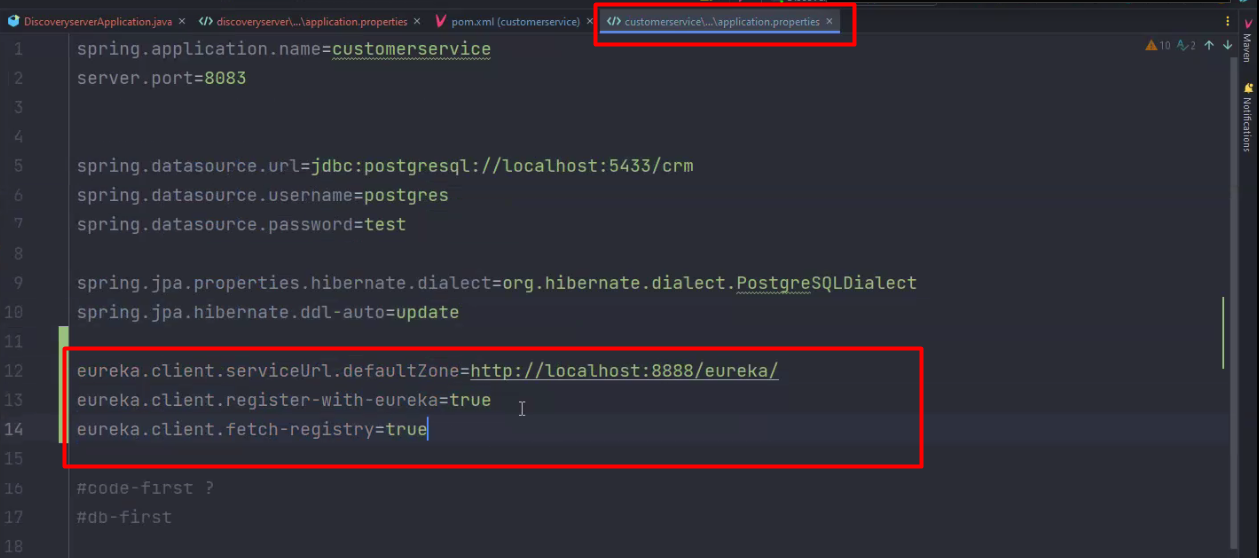 DiscoveryserverApplication.java
discoveryserver\...\application.properties
pom.xml (customerservice)
customerservice\...\application.properties
10
2
Maven
Notifications
1 spring.application.name=customerservice
2 server.port=8083
3
4
5 spring.datasource.url=jdbc:postgresql://localhost:5433/crm
6 spring.datasource.username=postgres
7 spring.datasource.password=test
8
9 spring.jpa.properties.hibernate.dialect=org.hibernate.dialect.PostgreSQLDialect
10 spring.jpa.hibernate.ddl-auto=update
11
12 eureka.client.serviceUrl.defaultZone=http://localhost:8888/eureka/
13 eureka.client.register-with-eureka=true
14 eureka.client.fetch-registry=true
15
16 #code-first ?
17 #db-first
18